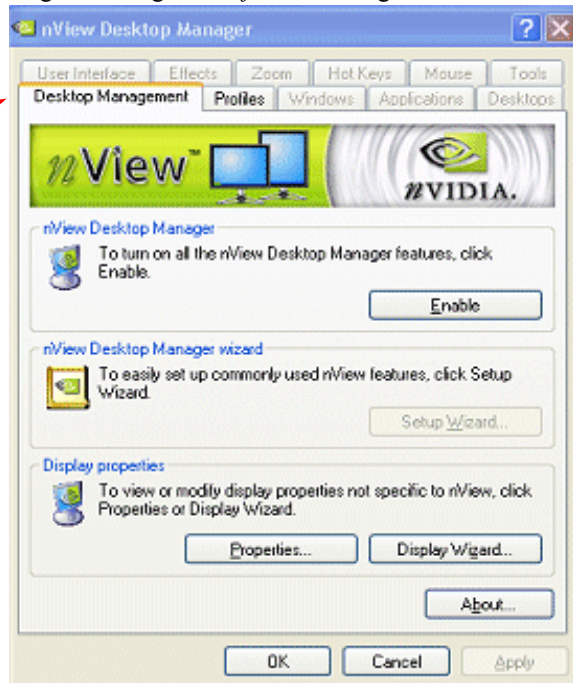 nView Desktop Manager
User Interface Effects Zoom Hot Keys Mouse Tools
Desktop Management Profiles Windows Applications Desktops
nView™
NVIDIA.
nView Desktop Manager
To turn on all the nView Desktop Manager features, click
Enable.
Enable
nView Desktop Manager wizard
To easily set up commonly used nView features, click Setup
Wizard.
Setup Wizard...
Display properties
To view or modify display properties not specific to nView, click
Properties or Display Wizard.
Properties... Display Wizard...
About...
OK Cancel Apply